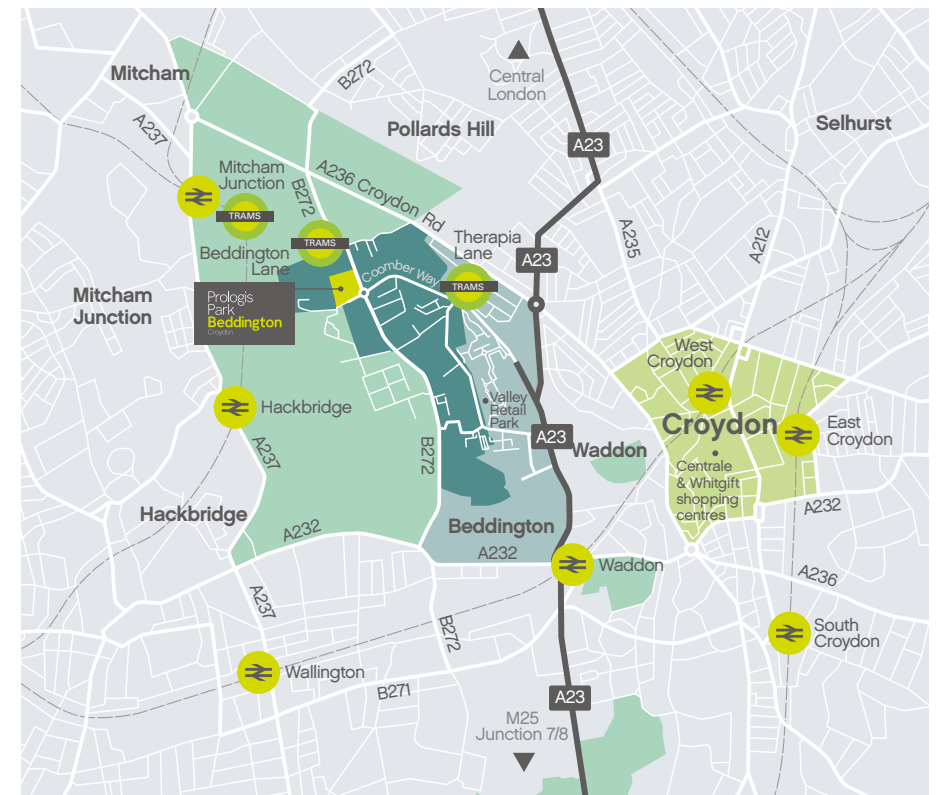 Mitcham
B272
Central
London
A237
Pollards Hill
A23
Selhurst
Mitcham
Junction
TRAMS
B272
A236 Croydon Rd
Beddington
Lane
TRAMS
Therapia
Lane
A23
A235
A212
Coomber Way
TRAMS
Mitcham
Junction
Prologis
Park
Beddington
Croydon
West
Croydon
Hackbridge
Valley
Retail
Park
Croydon
East
Croydon
A237
B272
A23
Waddon
Centrale
& Whitgift
shopping
centres
Hackbridge
A232
Beddington
A232
A232
Waddon
A236
A237
B272
South
Croydon
Wallington
B271
A23
M25
Junction 7/8